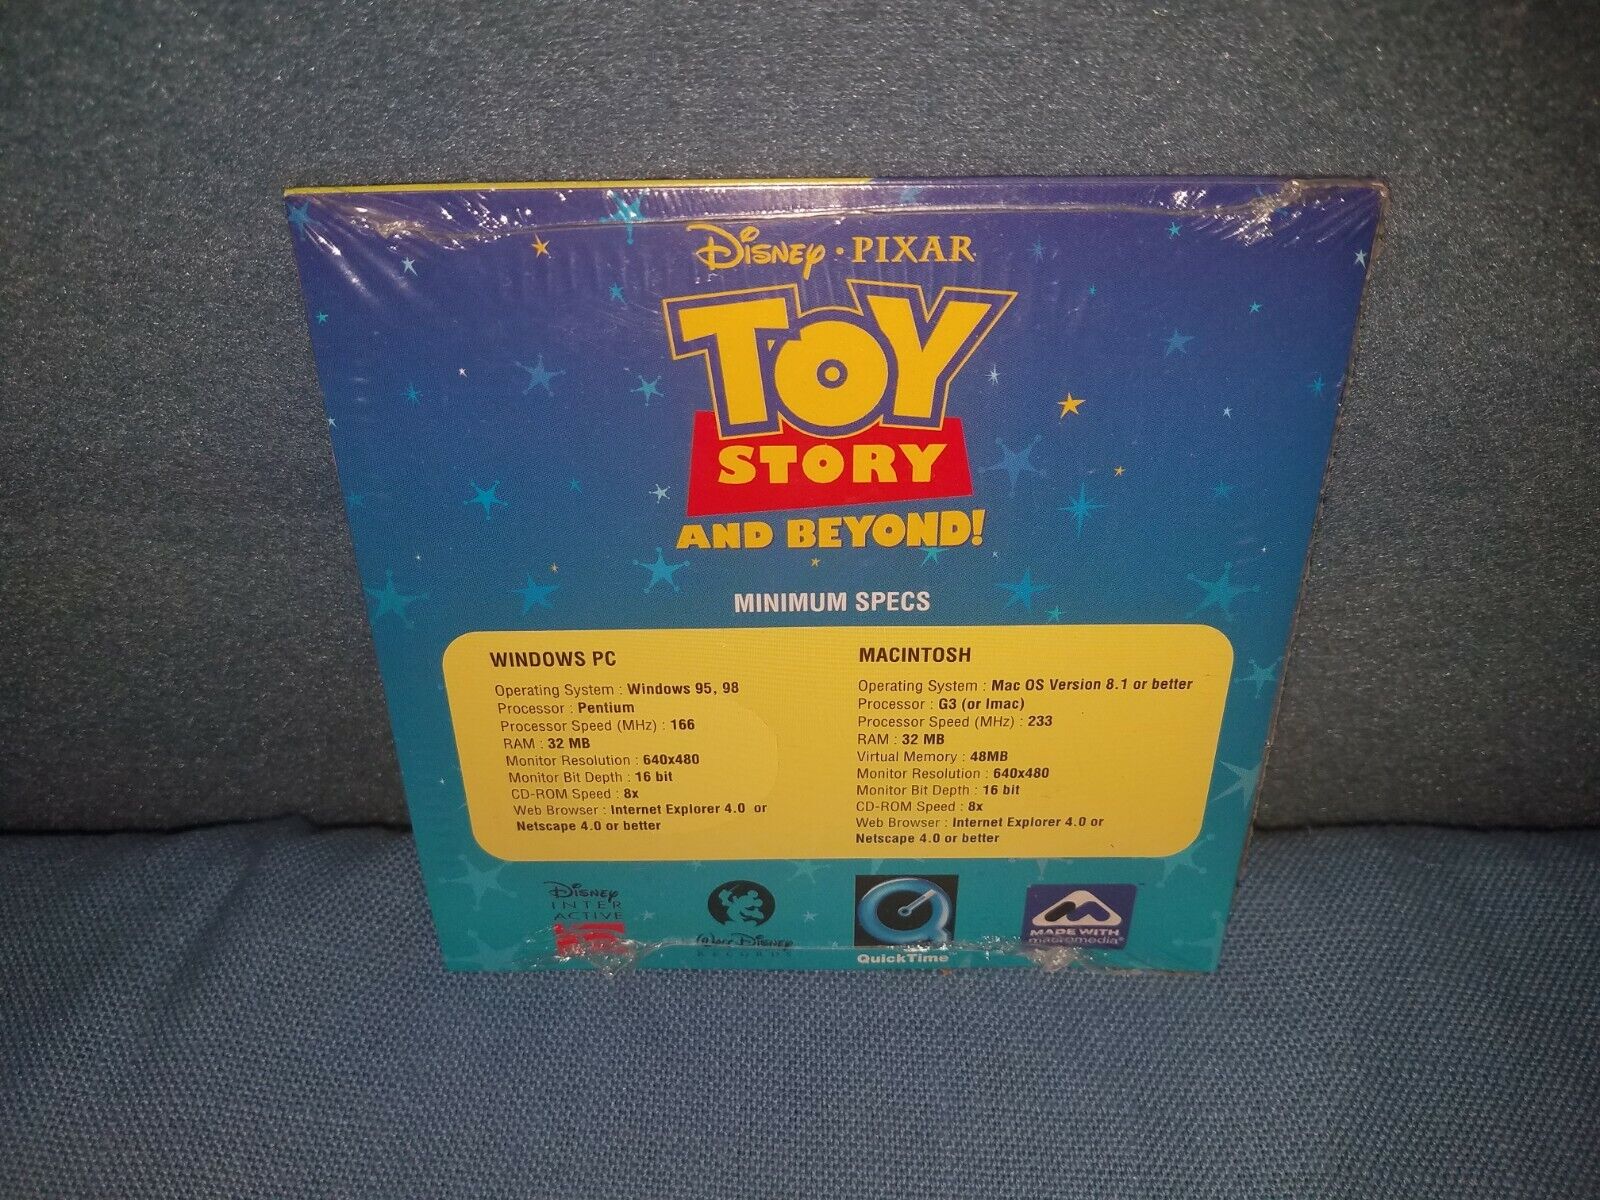 Disney · PIXAR
TOY
STORY
AND BEYOND!
MINIMUM SPECS
WINDOWS PC
Operating System : Windows 95, 98
Processor : Pentium
Processor Speed (MHz) : 166
RAM : 32 MB
Monitor Resolution : 640x480
Monitor Bit Depth : 16 bit
CD-ROM Speed : 8x
Web Browser : Internet Explorer 4.0 or
Netscape 4.0 or better
MACINTOSH
Operating System : Mac OS Version 8.1 or better
Processor : G3 (or Imac)
Processor Speed (MHz) : 233
RAM : 32 MB
Virtual Memory : 48MB
Monitor Resolution : 640x480
Monitor Bit Depth : 16 bit
CD-ROM Speed : 8x
Web Browser : Internet Explorer 4.0 or
Netscape 4.0 or better
Disney
INTER
ACTIVE
Walt Disney
RECORDS
QuickTime™
MADE WITH
macromedia®